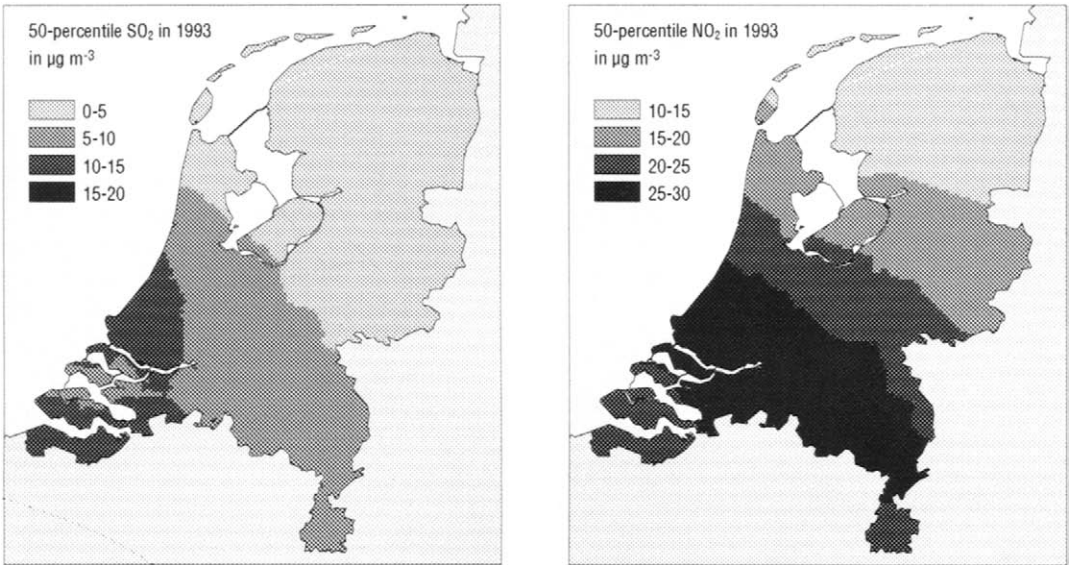 50-percentile SO₂ in 1993
in µg m⁻³
0-5
5-10
10-15
15-20
50-percentile NO₂ in 1993
in µg m⁻³
10-15
15-20
20-25
25-30